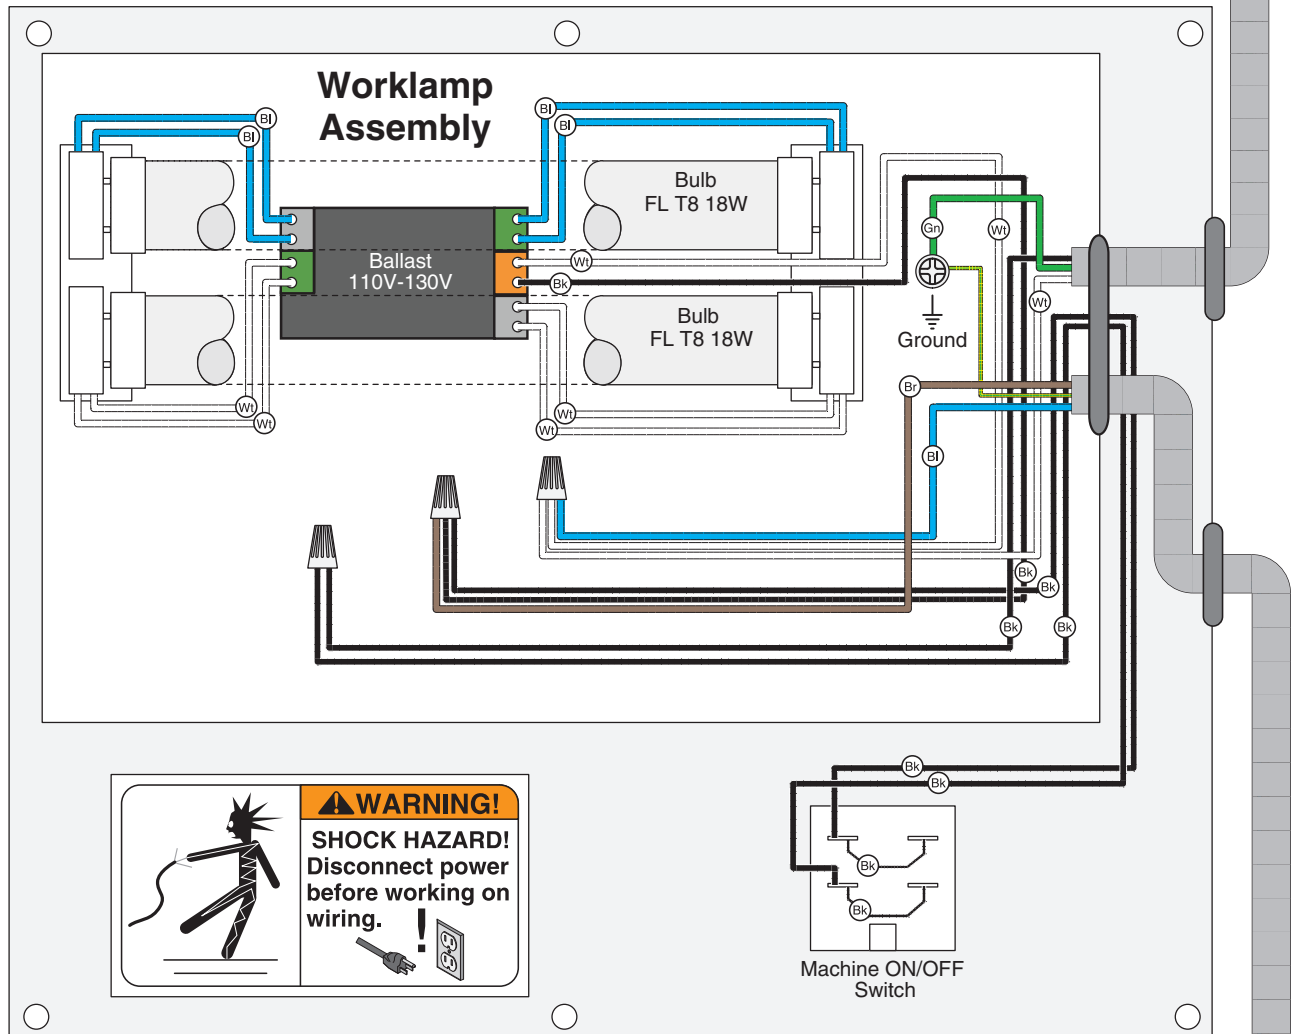 Worklamp
Assembly
Bl
Bl
Bl
Bl
Bulb
FL T8 18W
Gn
Wt
Ballast
110V-130V
Wt
Bk
Wt
Bulb
FL T8 18W
Ground
Br
Wt
Wt
Wt
Wt
Bl
Bk
Bk
Bk
Bk
Bk
Bk
WARNING!
SHOCK HAZARD!
Disconnect power
before working on
wiring.
!
Bk
Bk
Machine ON/OFF
Switch